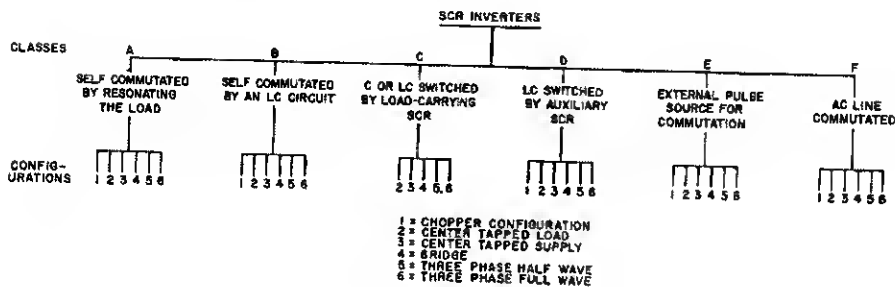 SCR INVERTERS
CLASSES
A B C D E F
SELF COMMUTATED
BY RESONATING
THE LOAD
SELF COMMUTATED
BY AN LC CIRCUIT
C OR LC SWITCHED
BY LOAD-CARRYING
SCR
LC SWITCHED
BY AUXILIARY
SCR
EXTERNAL PULSE
SOURCE FOR
COMMUTATION
AC LINE
COMMUTATED
CONFIG-
URATIONS
1 2 3 4 5 6
1 2 3 4 5 6
2 3 4 5 6
1 2 3 4 5 6
1 2 3 4 5 6
1 2 3 4 5 6
1 = CHOPPER CONFIGURATION
2 = CENTER TAPPED LOAD
3 = CENTER TAPPED SUPPLY
4 = BRIDGE
5 = THREE PHASE HALF WAVE
6 = THREE PHASE FULL WAVE